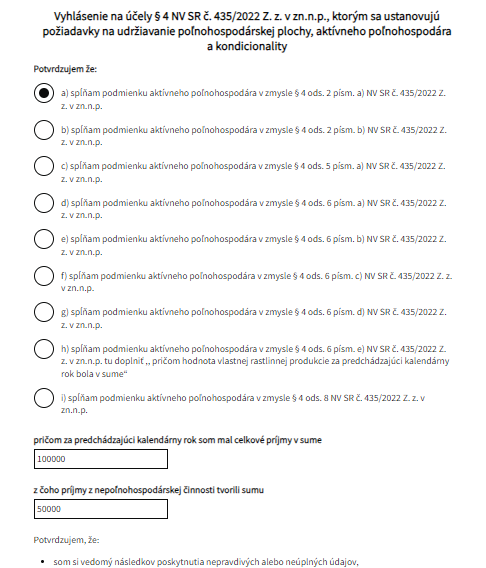 Vyhlásenie na účely § 4 NV SR č. 435/2022 Z. z. v zn.n.p., ktorým sa ustanovujú
požiadavky na udržiavanie poľnohospodárskej plochy, aktívneho poľnohospodára
a kondicionality
Potvrdzujem že:
a) spĺňam podmienku aktívneho poľnohospodára v zmysle § 4 ods. 2 písm. a) NV SR č. 435/2022 Z.
z. v zn.n.p.
b) spĺňam podmienku aktívneho poľnohospodára v zmysle § 4 ods. 2 písm. b) NV SR č. 435/2022 Z.
z. v zn.n.p.
c) spĺňam podmienku aktívneho poľnohospodára v zmysle § 4 ods. 5 písm. a) NV SR č. 435/2022 Z.
z. v zn.n.p.
d) spĺňam podmienku aktívneho poľnohospodára v zmysle § 4 ods. 6 písm. a) NV SR č. 435/2022 Z.
z. v zn.n.p.
e) spĺňam podmienku aktívneho poľnohospodára v zmysle § 4 ods. 6 písm. b) NV SR č. 435/2022 Z.
z. v zn.n.p.
f) spĺňam podmienku aktívneho poľnohospodára v zmysle § 4 ods. 6 písm. c) NV SR č. 435/2022 Z. z.
v zn.n.p.
g) spĺňam podmienku aktívneho poľnohospodára v zmysle § 4 ods. 6 písm. d) NV SR č. 435/2022 Z.
z. v zn.n.p.
h) spĺňam podmienku aktívneho poľnohospodára v zmysle § 4 ods. 6 písm. e) NV SR č. 435/2022 Z.
z. v zn.n.p. tu doplniť ,, pričom hodnota vlastnej rastlinnej produkcie za predchádzajúci kalendárny
rok bola v sume“
i) spĺňam podmienku aktívneho poľnohospodára v zmysle § 4 ods. 8 NV SR č. 435/2022 Z. z. v
zn.n.p.
pričom za predchádzajúci kalendárny rok som mal celkové príjmy v sume
100000
z čoho príjmy z nepoľnohospodárskej činnosti tvorili sumu
50000
Potvrdzujem, že:
• som si vedomý následkov poskytnutia nepravdivých alebo neúplných údajov,